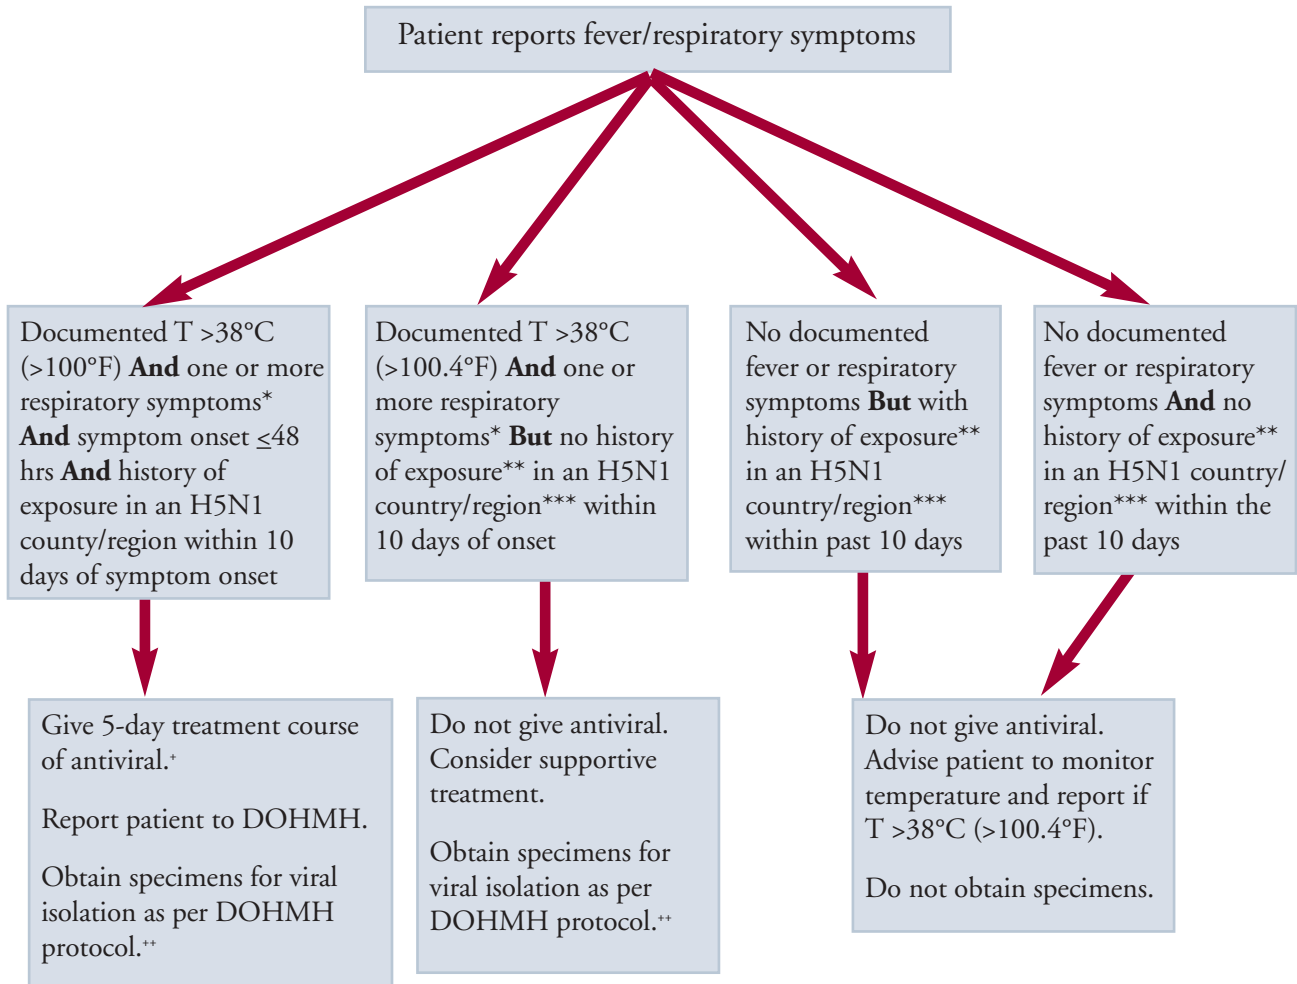 Patient reports fever/respiratory symptoms
Documented T >38°C
(>100°F) And one or more
respiratory symptoms*
And symptom onset ≤48
hrs And history of
exposure in an H5N1
county/region within 10
days of symptom onset
Documented T >38°C
(>100.4°F) And one or
more respiratory
symptoms* But no history
of exposure** in an H5N1
country/region*** within
10 days of onset
No documented
fever or respiratory
symptoms But with
history of exposure**
in an H5N1
country/region***
within past 10 days
No documented
fever or respiratory
symptoms And no
history of exposure**
in an H5N1 country/
region*** within the
past 10 days
Give 5-day treatment course
of antiviral.+
Report patient to DOHMH.
Obtain specimens for viral
isolation as per DOHMH
protocol.++
Do not give antiviral.
Consider supportive
treatment.
Obtain specimens for
viral isolation as per
DOHMH protocol.++
Do not give antiviral.
Advise patient to monitor
temperature and report if
T >38°C (>100.4°F).
Do not obtain specimens.